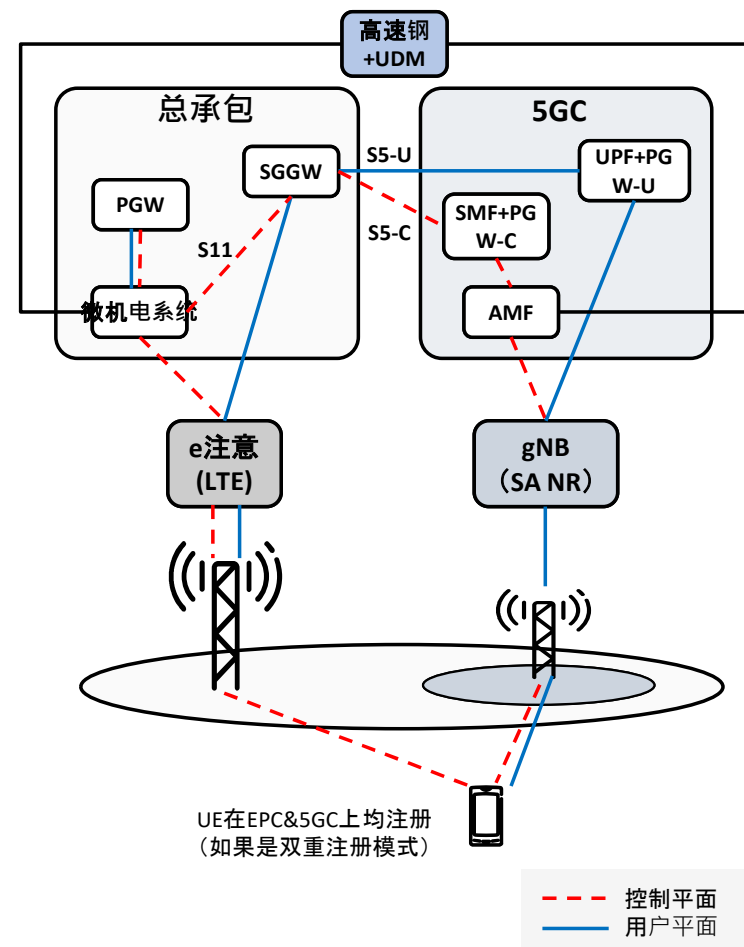 高速钢
+UDM
总承包
5GC
S5-U
UPF+PG
W-U
SGGW
PGW
SMF+PG
W-C
S5-C
S11
微机电系统
AMF
e注意
(LTE)
gNB
（SA NR）
UE在EPC&5GC上均注册
（如果是双重注册模式）
控制平面
用户平面